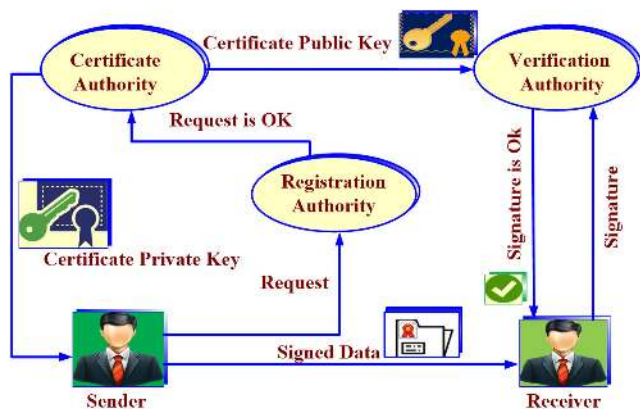 Certificate Public Key
Certificate
Authority
Verification
Authority
Request is OK
Registration
Authority
Signature is Ok
Signature
Certificate Private Key
Request
Signed Data
Sender
Receiver